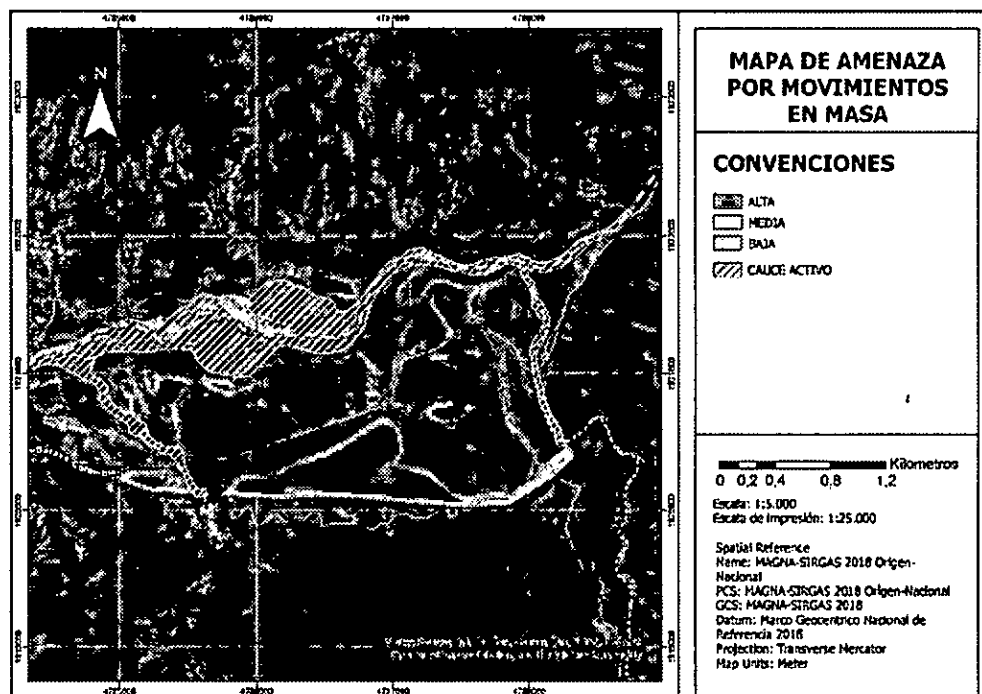 MAPA DE AMENAZA
POR MOVIMIENTOS
EN MASA
CONVENCIONES
ALTA
MEDIA
BAJA
CAUCE ACTIVO
Kilometros
0 0,2 0,4 0,8 1,2
Escala: 1:5.000
Escala de impresión: 1:25.000
Spatial Reference
Name: MAGNA-SIRGAS 2018 Origen-
Nacional
PCS: MAGNA-SIRGAS 2018 Origen-Nacional
GCS: MAGNA-SIRGAS 2018
Datum: Marco Geocentrico Nacional de
Referencia 2018
Projection: Transverse Mercator
Map Units: Meter
N